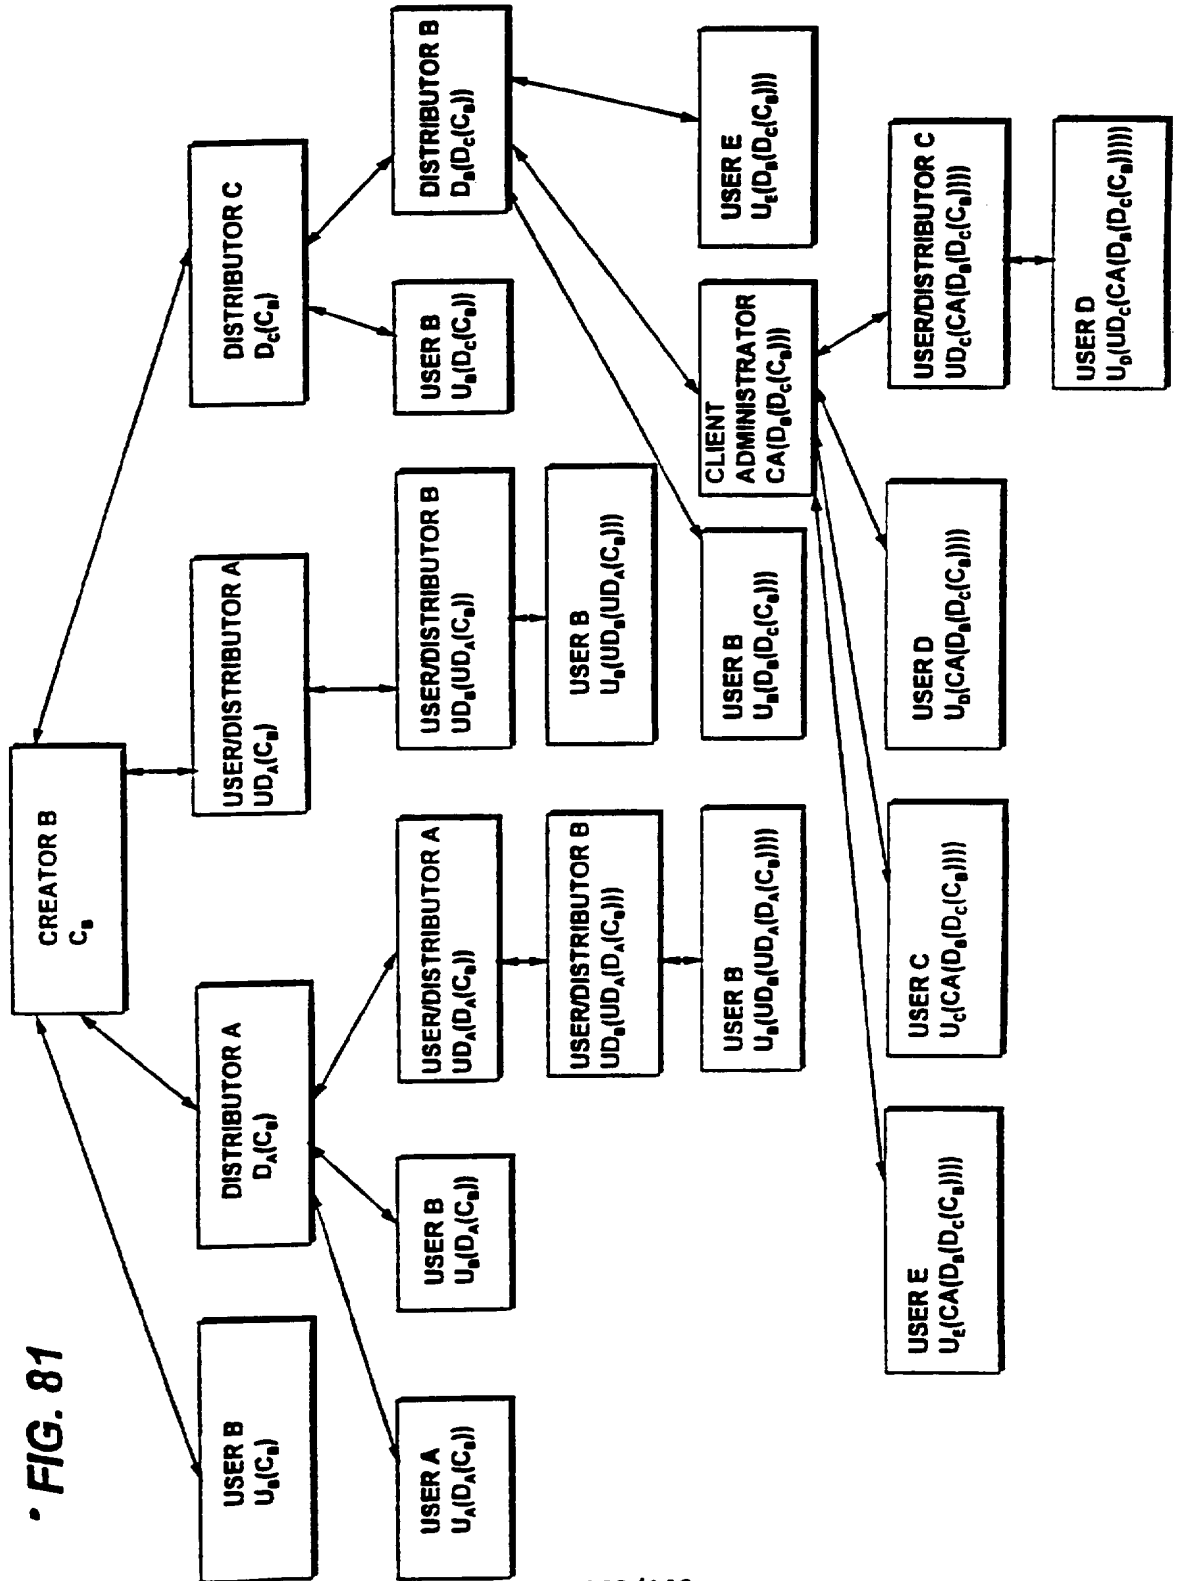 • FIG. 81
CREATOR B
C_B
USER B
U_B(C_B)
DISTRIBUTOR A
D_A(C_B)
USER/DISTRIBUTOR A
UD_A(C_B)
DISTRIBUTOR C
D_C(C_B)
USER A
U_A(D_A(C_B))
USER B
U_B(D_A(C_B))
USER/DISTRIBUTOR A
UD_A(D_A(C_B))
USER/DISTRIBUTOR B
UD_B(UD_A(C_B))
USER B
U_B(D_C(C_B))
DISTRIBUTOR B
D_B(D_C(C_B))
USER/DISTRIBUTOR B
UD_B(UD_A(D_A(C_B)))
USER B
U_B(UD_B(UD_A(C_B)))
USER B
U_B(UD_B(UD_A(D_A(C_B))))
USER B
U_B(D_B(D_C(C_B)))
CLIENT
ADMINISTRATOR
CA(D_B(D_C(C_B)))
USER E
U_E(D_B(D_C(C_B)))
USER E
U_E(CA(D_B(D_C(C_B))))
USER C
U_C(CA(D_B(D_C(C_B))))
USER D
U_D(CA(D_B(D_C(C_B))))
USER/DISTRIBUTOR C
UD_C(CA(D_B(D_C(C_B))))
USER D
U_D(UD_C(CA(D_B(D_C(C_B)))))